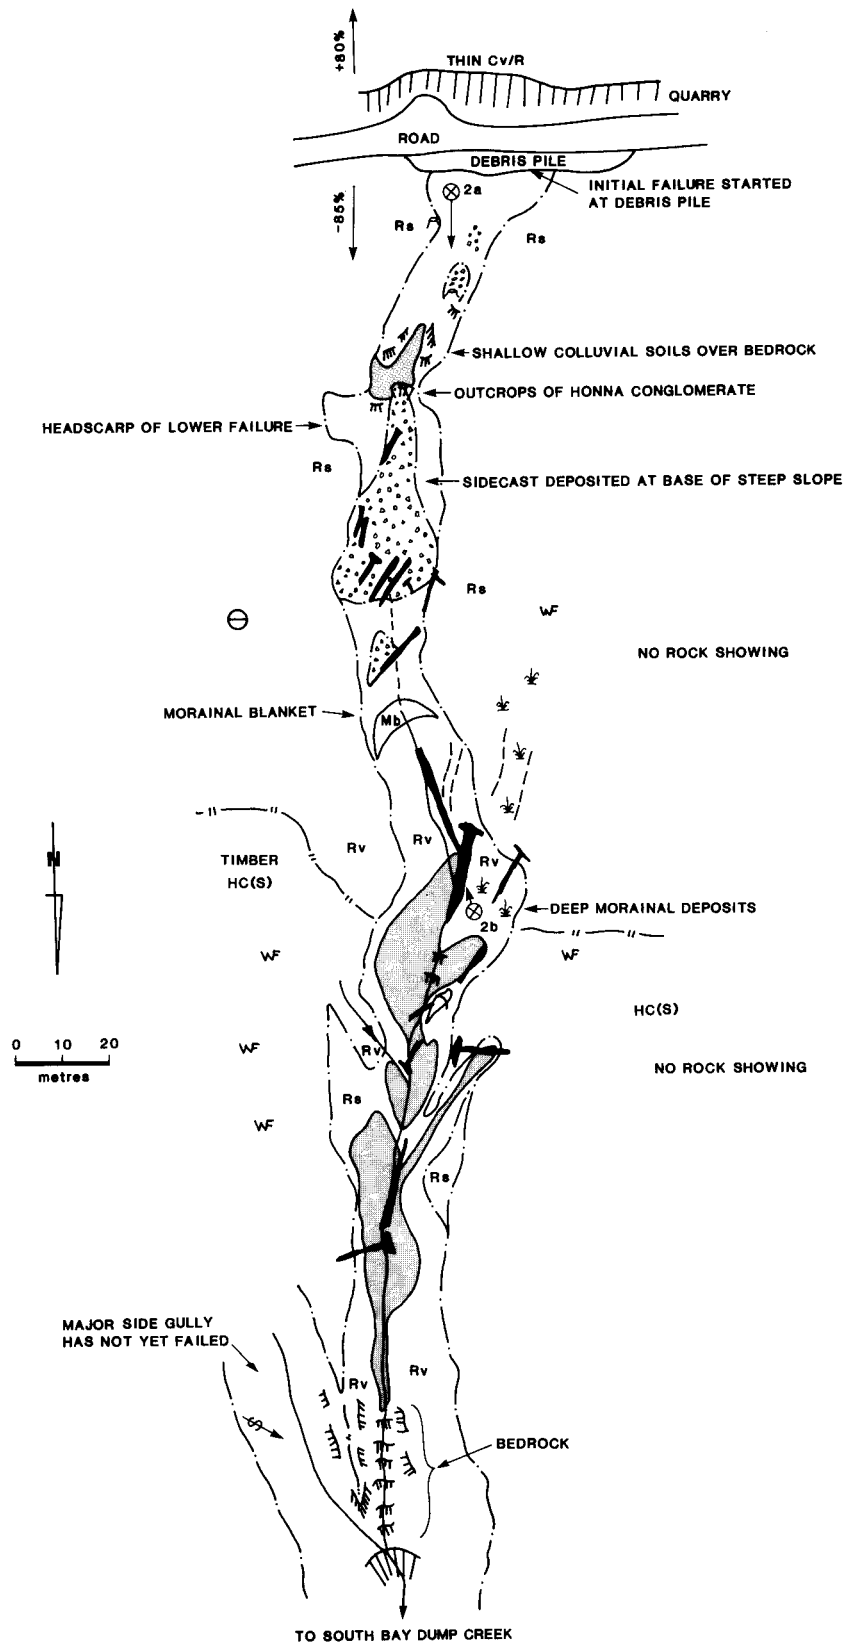 +80%
THIN Cv/R
QUARRY
ROAD
DEBRIS PILE
INITIAL FAILURE STARTED
AT DEBRIS PILE
2a
-85%
Rs
Rs
SHALLOW COLLUVIAL SOILS OVER BEDROCK
OUTCROPS OF HONNA CONGLOMERATE
HEADSCARP OF LOWER FAILURE
Rs
SIDECAST DEPOSITED AT BASE OF STEEP SLOPE
Rs
WF
NO ROCK SHOWING
MORAINAL BLANKET
Mb
Rv
Rv
Rv
TIMBER
HC(S)
N
DEEP MORAINAL DEPOSITS
2b
WF
WF
HC(S)
0 10 20
metres
WF
Rv
NO ROCK SHOWING
Rs
WF
Rs
MAJOR SIDE GULLY
HAS NOT YET FAILED
Rv
Rv
S
BEDROCK
TO SOUTH BAY DUMP CREEK